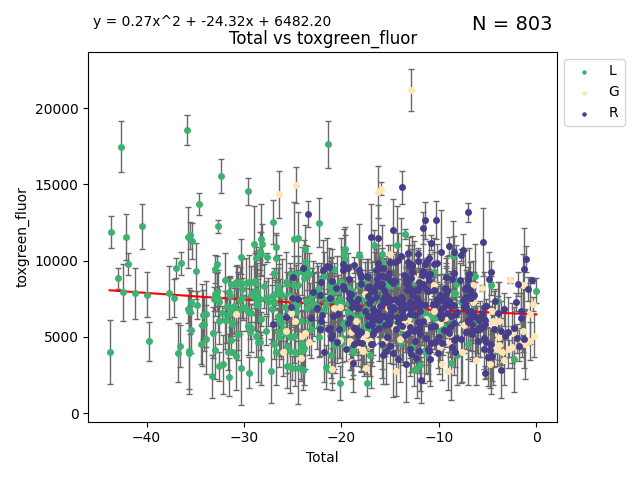 y = 0.27x^2 + -24.32x + 6482.20
N = 803
Total vs toxgreen_fluor
L
G
R
20000
15000
10000
5000
0
toxgreen_fluor
−40
−30
−20
−10
0
Total